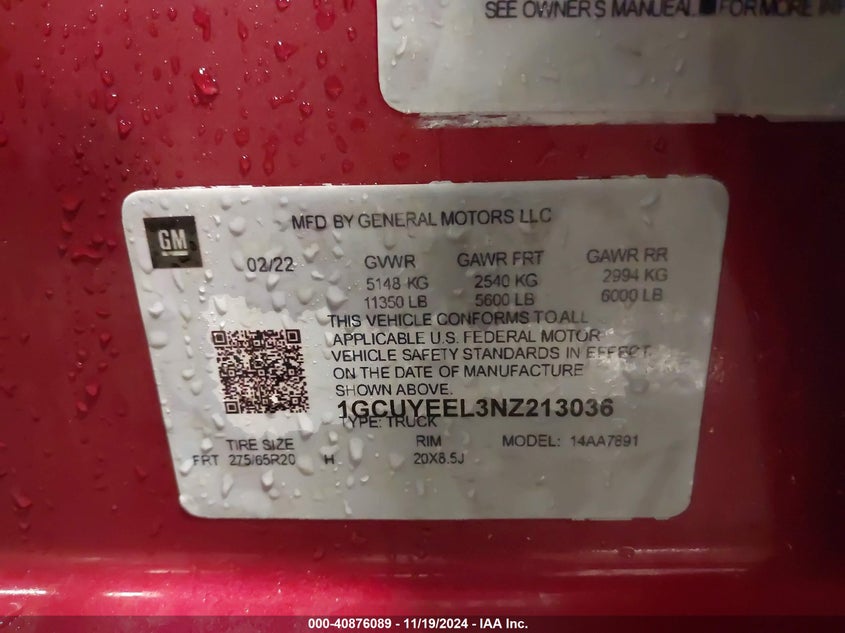 SEE OWNER'S MANUEAL FOR MORE
GM
MFD BY GENERAL MOTORS LLC
02/22 GVWR GAWR FRT GAWR RR
5148 KG 2540 KG 2994 KG
11350 LB 5600 LB 6000 LB
THIS VEHICLE CONFORMS TO ALL
APPLICABLE U.S. FEDERAL MOTOR
VEHICLE SAFETY STANDARDS IN EFFECT
ON THE DATE OF MANUFACTURE
SHOWN ABOVE.
1GCUYEEL3NZ213036
TYPE: TRUCK
TIRE SIZE RIM MODEL: 14AA7891
FRT 275/65R20 H 20X8.5J
000-40876089 - 11/19/2024 - IAA Inc.